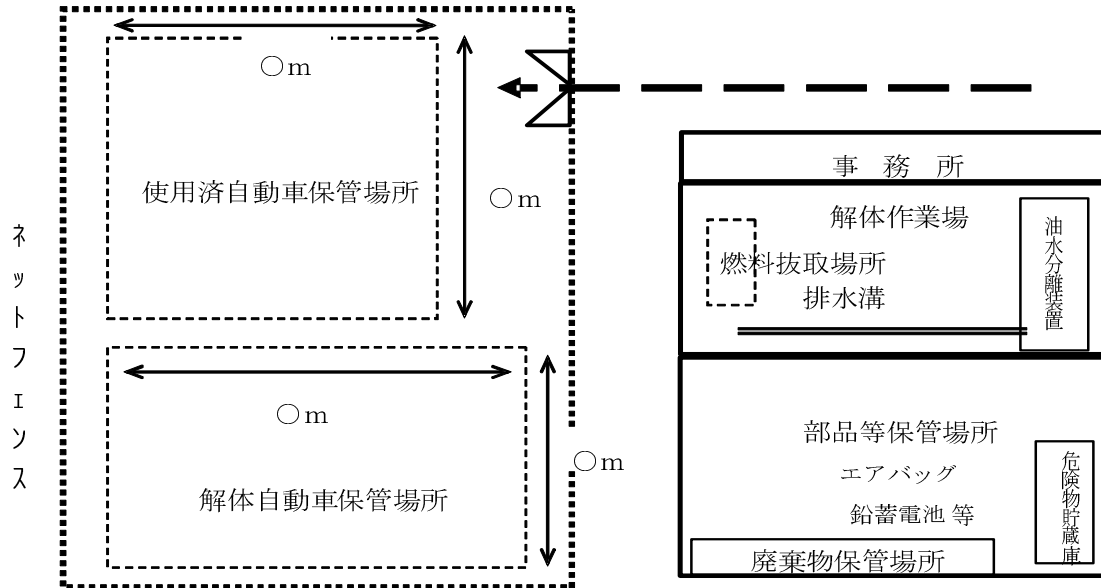 ネットフェンス
○m
使用済自動車保管場所
○m
○m
○m
解体自動車保管場所
事　務　所
解体作業場
燃料抜取場所
排水溝
油水分離装置
部品等保管場所
エアバッグ
鉛蓄電池 等
危険物貯蔵庫
廃棄物保管場所